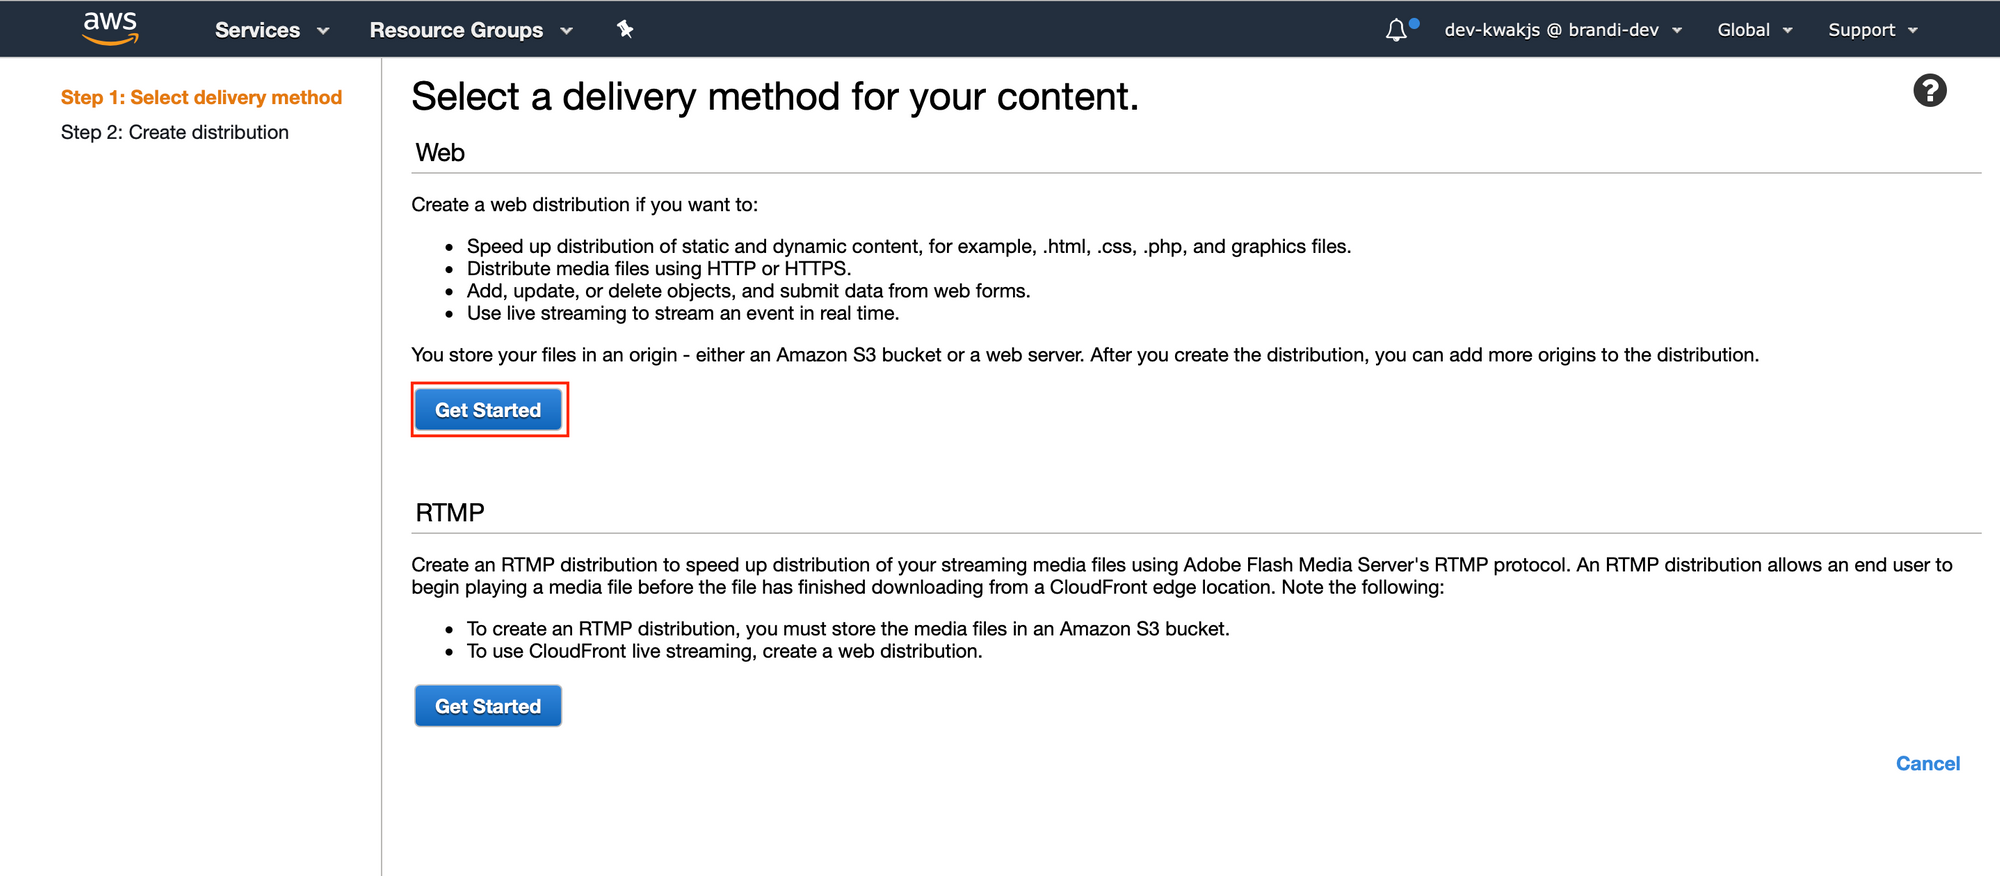 aws Services Resource Groups dev-kwakjs @ brandi-dev Global Support
Step 1: Select delivery method
Step 2: Create distribution
Select a delivery method for your content.
?
Web
Create a web distribution if you want to:
• Speed up distribution of static and dynamic content, for example, .html, .css, .php, and graphics files.
• Distribute media files using HTTP or HTTPS.
• Add, update, or delete objects, and submit data from web forms.
• Use live streaming to stream an event in real time.
You store your files in an origin - either an Amazon S3 bucket or a web server. After you create the distribution, you can add more origins to the distribution.
Get Started
RTMP
Create an RTMP distribution to speed up distribution of your streaming media files using Adobe Flash Media Server's RTMP protocol. An RTMP distribution allows an end user to
begin playing a media file before the file has finished downloading from a CloudFront edge location. Note the following:
• To create an RTMP distribution, you must store the media files in an Amazon S3 bucket.
• To use CloudFront live streaming, create a web distribution.
Get Started
Cancel